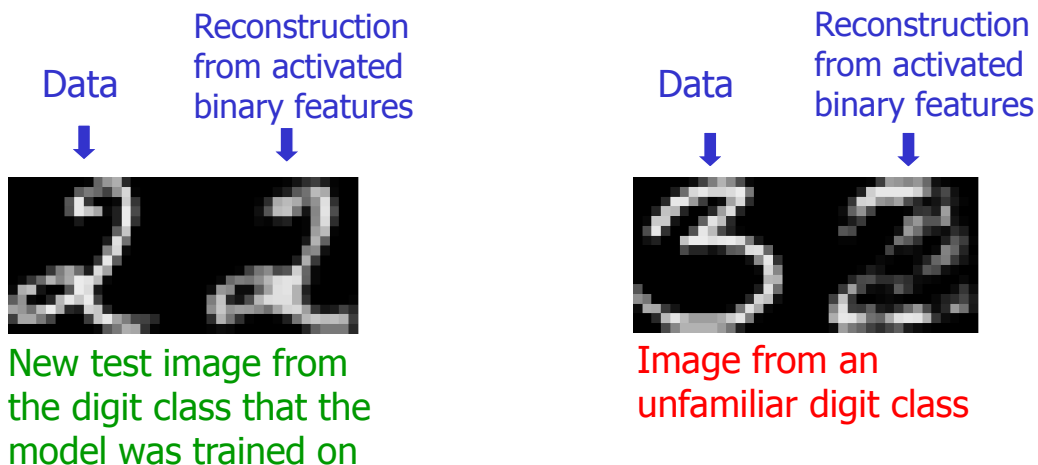 Data
Reconstruction
from activated
binary features
New test image from
the digit class that the
model was trained on
Data
Reconstruction
from activated
binary features
Image from an
unfamiliar digit class